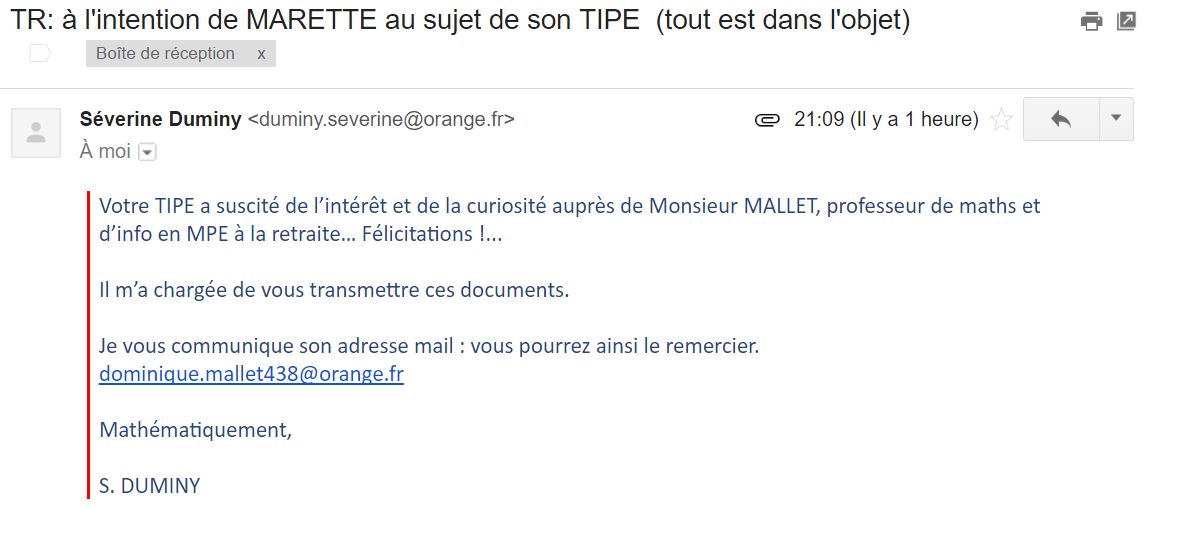 TR: à l'intention de MARETTE au sujet de son TIPE (tout est dans l'objet)
Boîte de réception x
Séverine Duminy <duminy.severine@orange.fr> 21:09 (Il y a 1 heure)
À moi
Votre TIPE a suscité de l’intérêt et de la curiosité auprès de Monsieur MALLET, professeur de maths et
d’info en MPE à la retraite… Félicitations !...
Il m’a chargée de vous transmettre ces documents.
Je vous communique son adresse mail : vous pourrez ainsi le remercier.
dominique.mallet438@orange.fr
Mathématiquement,
S. DUMINY